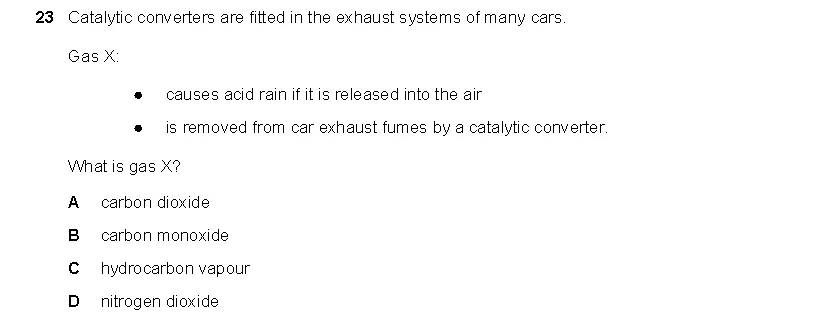 23 Catalytic converters are fitted in the exhaust systems of many cars.
Gas X:
● causes acid rain if it is released into the air
● is removed from car exhaust fumes by a catalytic converter.
What is gas X?
A carbon dioxide
B carbon monoxide
C hydrocarbon vapour
D nitrogen dioxide